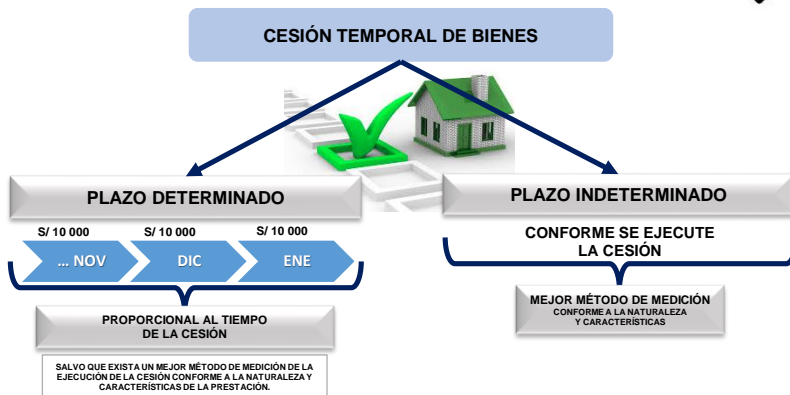 CESIÓN TEMPORAL DE BIENES
PLAZO DETERMINADO
S/ 10 000
S/ 10 000
S/ 10 000
... NOV
DIC
ENE
PROPORCIONAL AL TIEMPO
DE LA CESIÓN
SALVO QUE EXISTA UN MEJOR MÉTODO DE MEDICIÓN DE LA
EJECUCIÓN DE LA CESIÓN CONFORME A LA NATURALEZA Y
CARACTERÍSTICAS DE LA PRESTACIÓN.
PLAZO INDETERMINADO
CONFORME SE EJECUTE
LA CESIÓN
MEJOR MÉTODO DE MEDICIÓN
CONFORME A LA NATURALEZA
Y CARACTERÍSTICAS